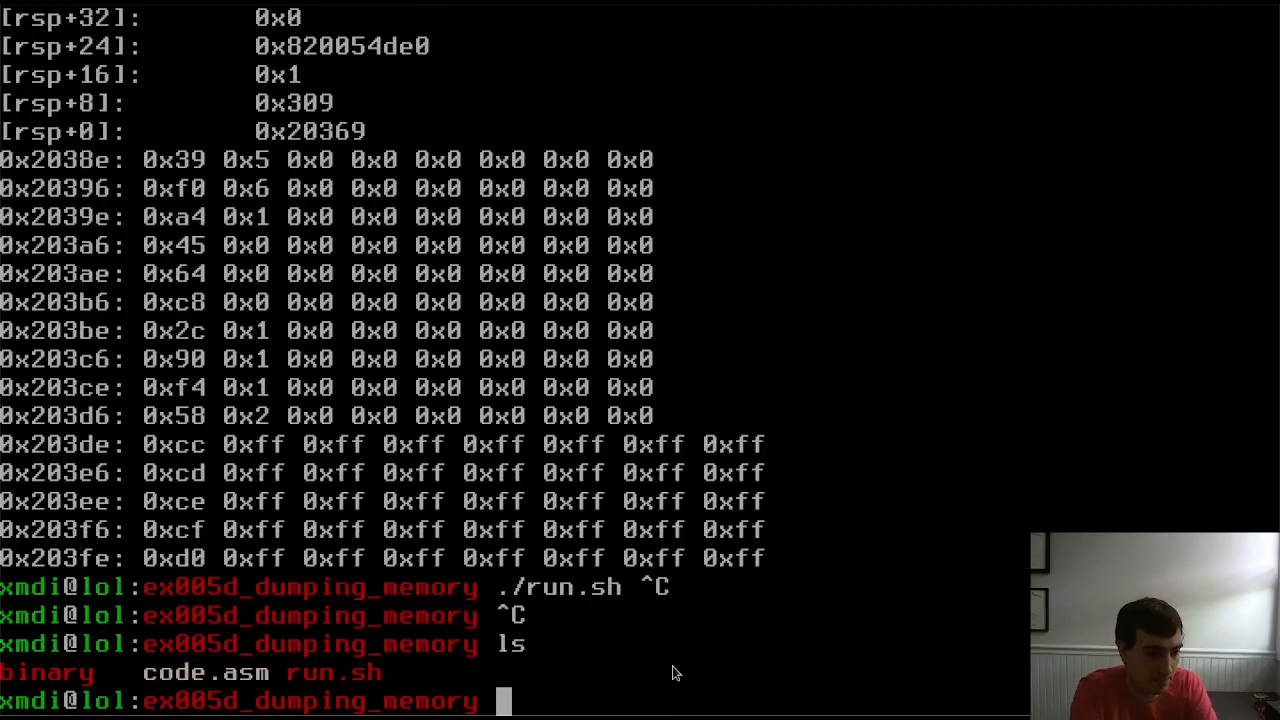 [rsp+32]: 0x0
[rsp+24]: 0x820054de0
[rsp+16]: 0x1
[rsp+8]: 0x309
[rsp+0]: 0x20369
0x2038e: 0x39 0x5 0x0 0x0 0x0 0x0 0x0 0x0
0x20396: 0xf0 0x6 0x0 0x0 0x0 0x0 0x0 0x0
0x2039e: 0xa4 0x1 0x0 0x0 0x0 0x0 0x0 0x0
0x203a6: 0x45 0x0 0x0 0x0 0x0 0x0 0x0 0x0
0x203ae: 0x64 0x0 0x0 0x0 0x0 0x0 0x0 0x0
0x203b6: 0xc8 0x0 0x0 0x0 0x0 0x0 0x0 0x0
0x203be: 0x2c 0x1 0x0 0x0 0x0 0x0 0x0 0x0
0x203c6: 0x90 0x1 0x0 0x0 0x0 0x0 0x0 0x0
0x203ce: 0xf4 0x1 0x0 0x0 0x0 0x0 0x0 0x0
0x203d6: 0x58 0x2 0x0 0x0 0x0 0x0 0x0 0x0
0x203de: 0xcc 0xff 0xff 0xff 0xff 0xff 0xff 0xff
0x203e6: 0xcd 0xff 0xff 0xff 0xff 0xff 0xff 0xff
0x203ee: 0xce 0xff 0xff 0xff 0xff 0xff 0xff 0xff
0x203f6: 0xcf 0xff 0xff 0xff 0xff 0xff 0xff 0xff
0x203fe: 0xd0 0xff 0xff 0xff 0xff 0xff 0xff 0xff
xmdi@lol:ex005d_dumping_memory ./run.sh ^C
xmdi@lol:ex005d_dumping_memory ^C
xmdi@lol:ex005d_dumping_memory ls
binary code.asm run.sh
xmdi@lol:ex005d_dumping_memory